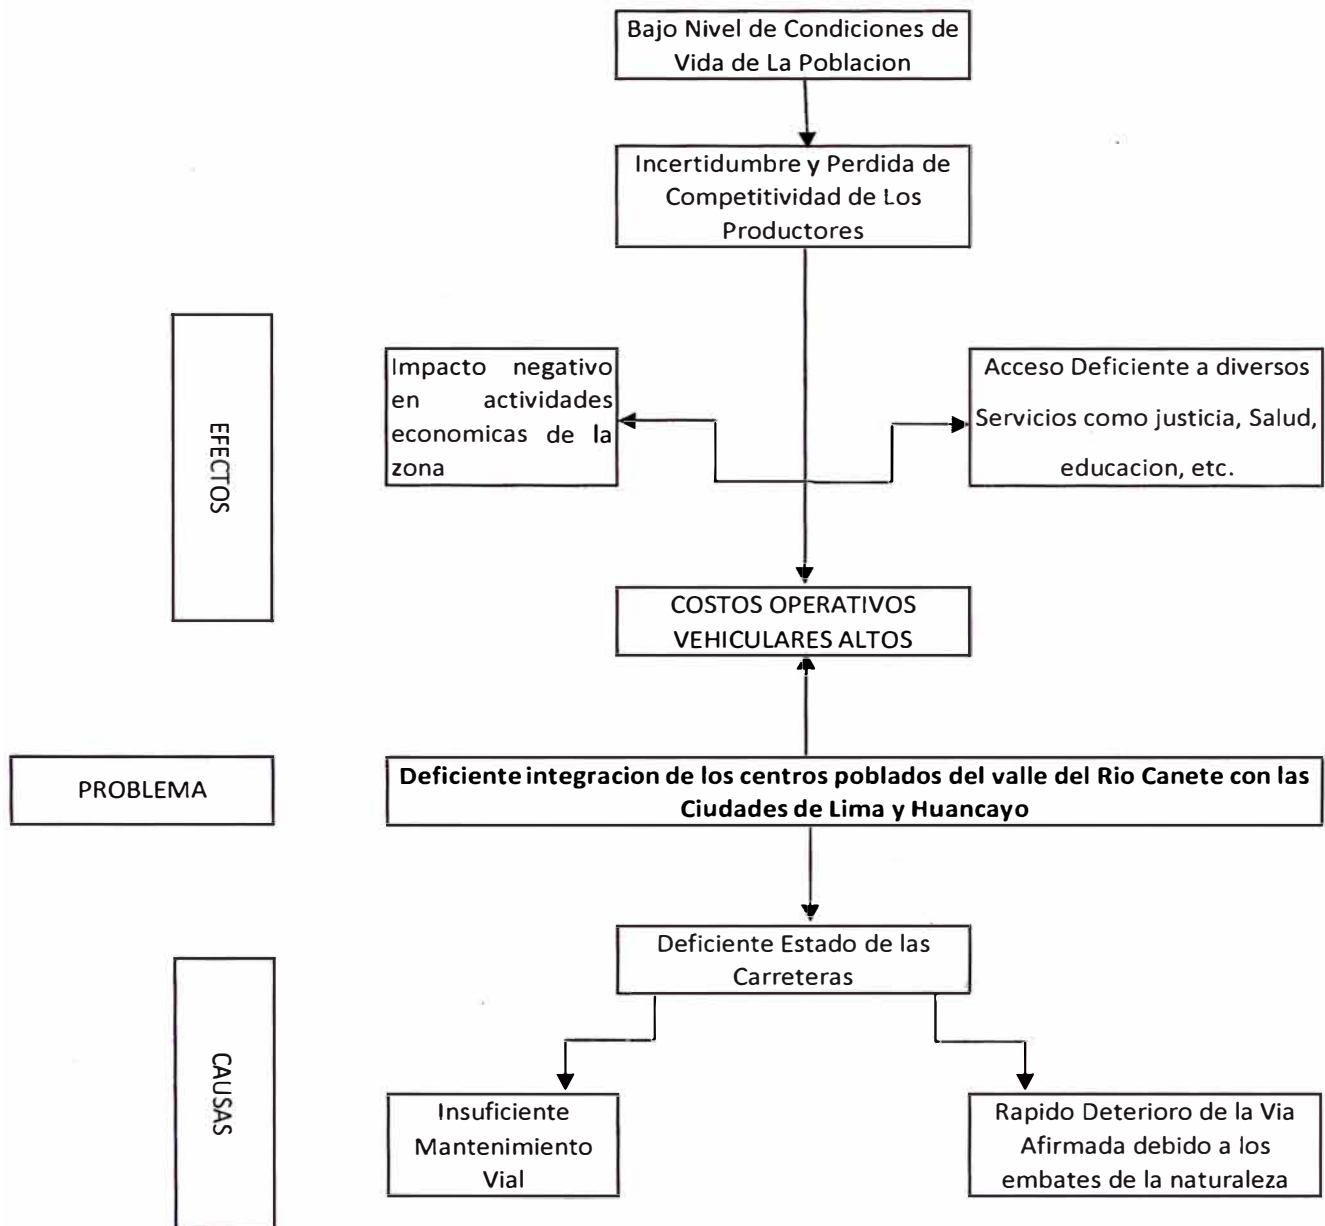 Bajo Nivel de Condiciones de
Vida de La Poblacion
Incertidumbre y Perdida de
Competitividad de Los
Productores
EFECTOS
Impacto negativo
en actividades
economicas de la
zona
Acceso Deficiente a diversos
Servicios como justicia, Salud,
educacion, etc.
COSTOS OPERATIVOS
VEHICULARES ALTOS
PROBLEMA
Deficiente integracion de los centros poblados del valle del Rio Canete con las
Ciudades de Lima y Huancayo
Deficiente Estado de las
Carreteras
CAUSAS
Insuficiente
Mantenimiento
Vial
Rapido Deterioro de la Via
Afirmada debido a los
embates de la naturaleza